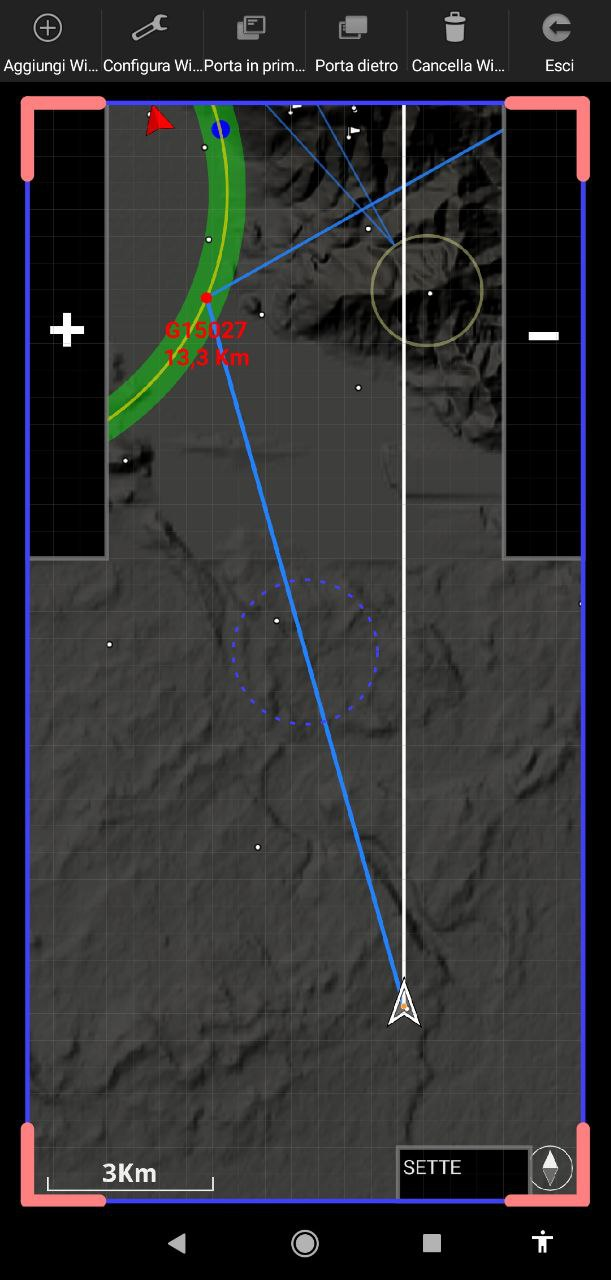 Aggiungi Wi...
Configura Wi...
Porta in prim...
Porta dietro
Cancella Wi...
Esci
+
−
G15027
13,3 Km
3Km
SETTE